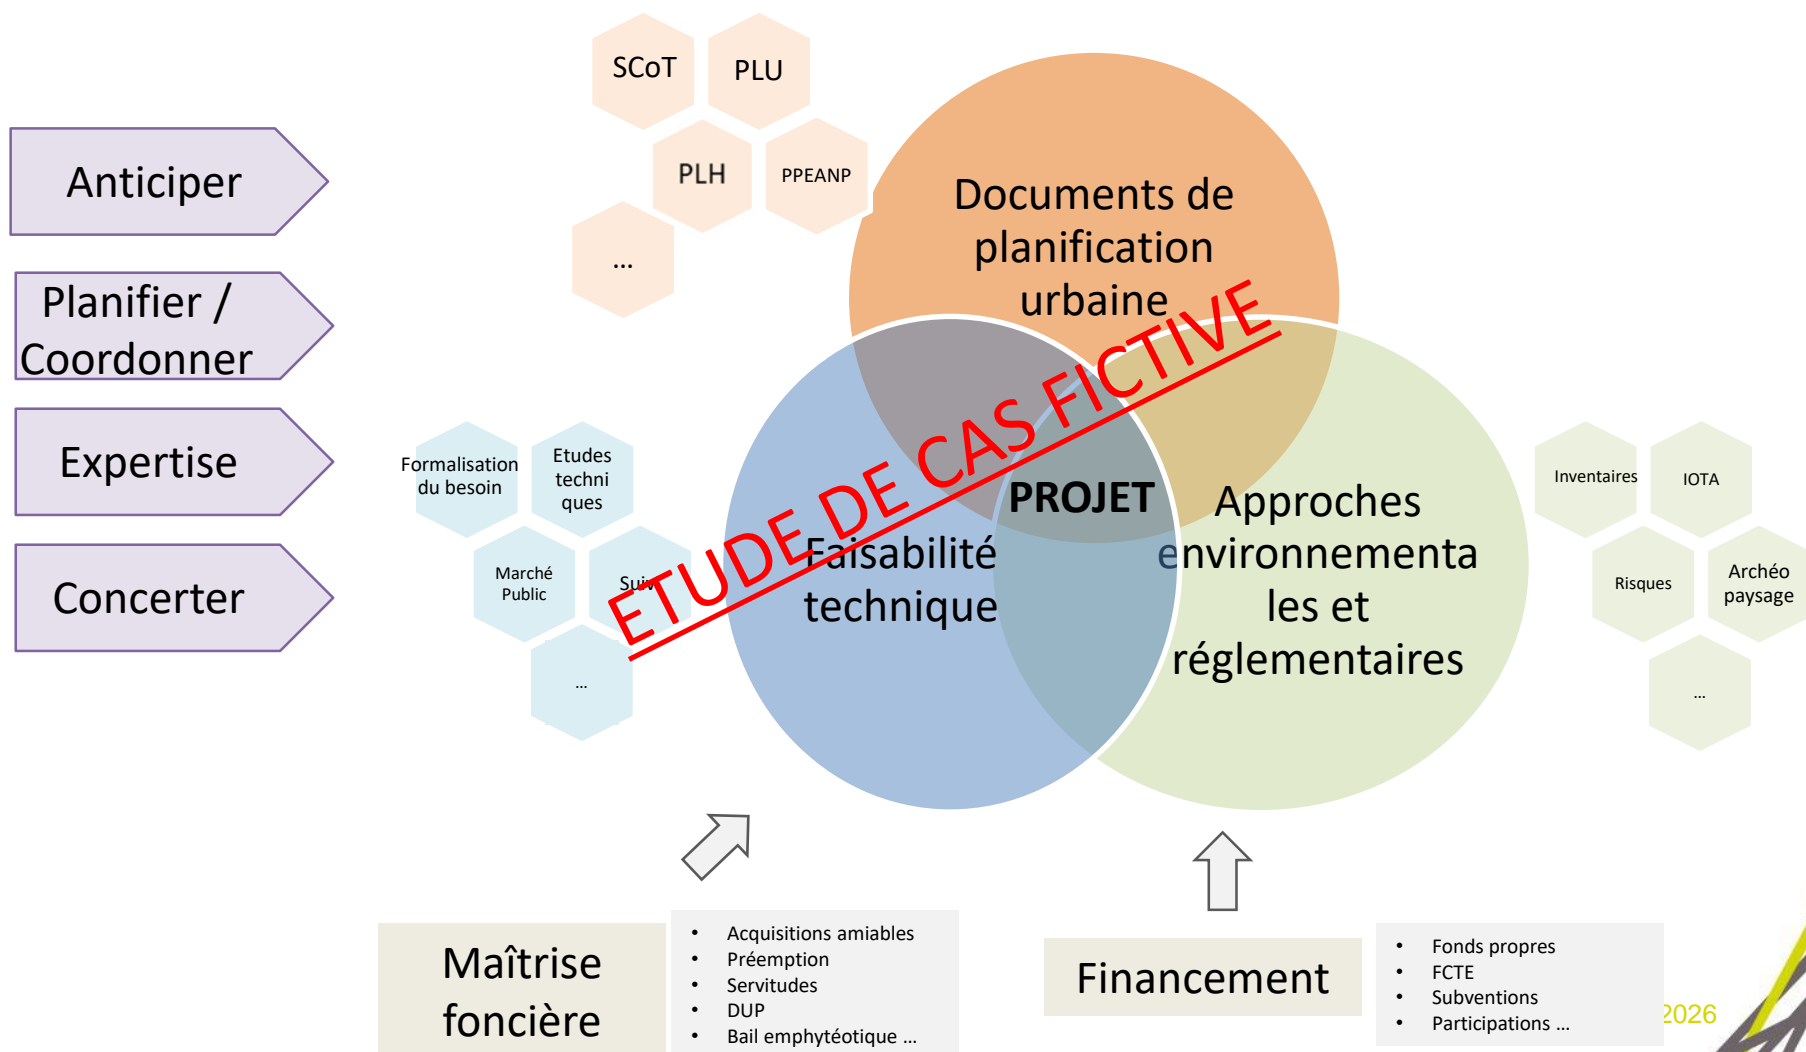 SCoT
PLU
PLH
PPEANP
...
Anticiper
Planifier /
Coordonner
Expertise
Concerter
Documents de
planification
urbaine
ETUDE DE CAS FICTIVE
PROJET
Faisabilité
technique
Approches
environnementa
les et
réglementaires
Formalisation
du besoin
Etudes
techni
ques
Marché
Public
Suivi
...
Inventaires
IOTA
Risques
Archéo
paysage
...
Maîtrise
foncière
• Acquisitions amiables
• Préemption
• Servitudes
• DUP
• Bail emphytéotique ...
Financement
• Fonds propres
• FCTE
• Subventions
• Participations ...
2026